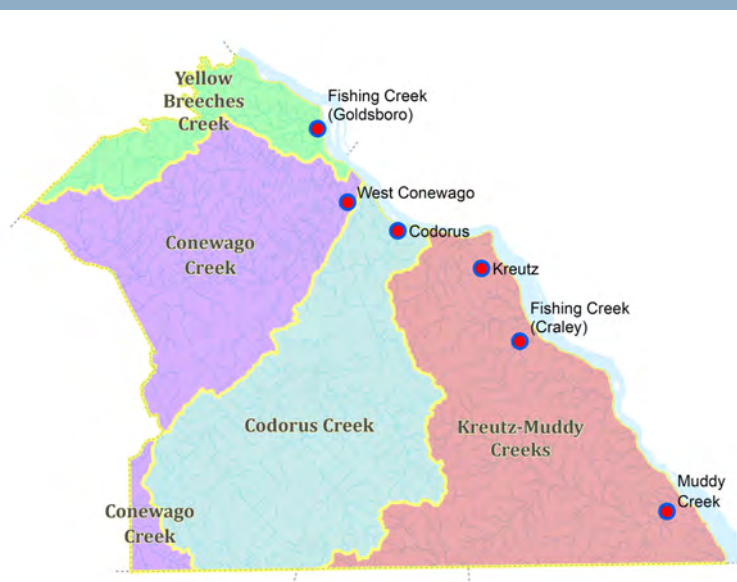 Yellow
Breeches
Creek
Fishing Creek
(Goldsboro)
West Conewago
Codorus
Conewago
Creek
Kreutz
Fishing Creek
(Craley)
Codorus Creek
Kreutz-Muddy
Creeks
Muddy
Creek
Conewago
Creek